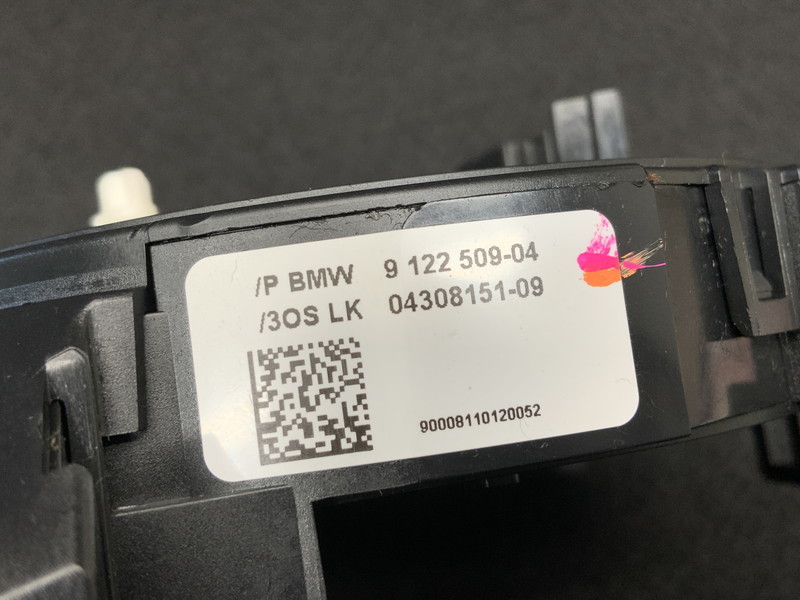 /P BMW 9 122 509-04
/3OS LK 04308151-09
90008110120052